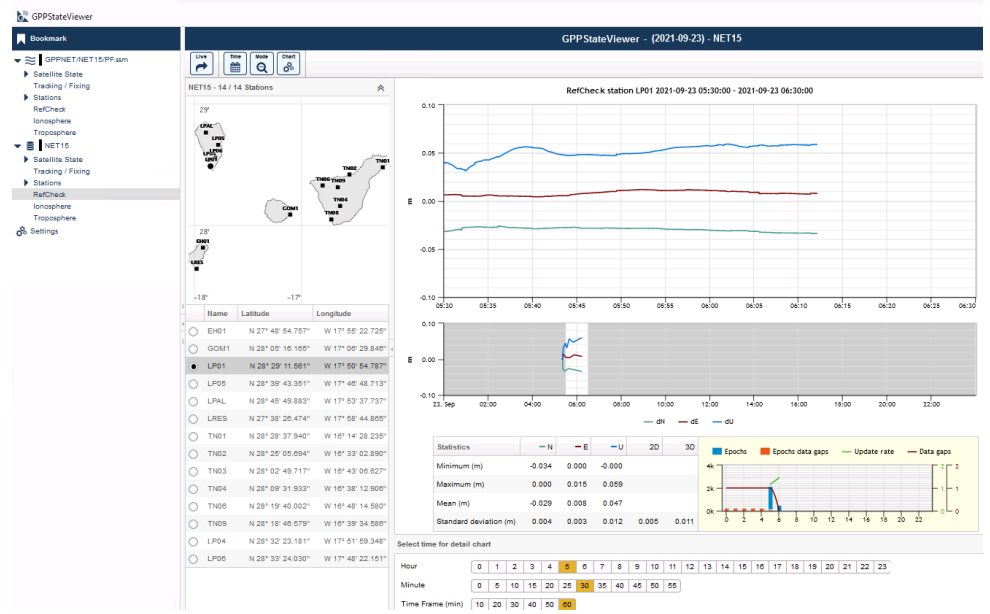 GPPStateViewer
Bookmark
GPPStateViewer - (2021-09-23) - NET15
GPPNET/NET15/PF.ssm
Satellite State
Tracking / Fixing
Stations
RefCheck
Ionosphere
Troposphere
NET15
Satellite State
Tracking / Fixing
Stations
RefCheck
Ionosphere
Troposphere
Settings
Live Time Mode Chart
NET15 - 14 / 14 Stations
29°
LPAL
LP05
LP06
LP04
LP01
TN01
TN02
TN06 TN09
TN04
GOM1
28°
EH01
LRES
-18° -17°
Name Latitude Longitude
EH01 N 27° 48' 54.757" W 17° 55' 22.725"
GOM1 N 28° 05' 16.166" W 17° 06' 29.846"
LP01 N 28° 29' 11.561" W 17° 50' 54.787"
LP05 N 28° 39' 43.351" W 17° 46' 48.713"
LPAL N 28° 45' 49.883" W 17° 53' 37.737"
LRES N 27° 38' 26.474" W 17° 58' 44.865"
TN01 N 28° 28' 37.940" W 16° 14' 28.235"
TN02 N 28° 25' 05.694" W 16° 33' 02.890"
TN03 N 28° 02' 49.717" W 16° 43' 06.627"
TN04 N 28° 09' 31.933" W 16° 38' 12.906"
TN06 N 28° 19' 40.002" W 16° 48' 14.580"
TN09 N 28° 18' 46.579" W 16° 39' 34.586"
LP04 N 28° 32' 23.181" W 17° 51' 59.348"
LP06 N 28° 33' 24.030" W 17° 48' 22.151"
RefCheck station LP01 2021-09-23 05:30:00 - 2021-09-23 06:30:00
0.10
0.05
m 0.00
-0.05
-0.10
05:30 05:35 05:40 05:45 05:50 05:55 06:00 06:05 06:10 06:15 06:20 06:25 06:30
0.10
m 0.00
-0.10
23. Sep 02:00 04:00 06:00 08:00 10:00 12:00 14:00 16:00 18:00 20:00 22:00
dN dE dU
Statistics N E U 2D 3D
Minimum (m) -0.034 0.000 -0.000
Maximum (m) 0.000 0.015 0.059
Mean (m) -0.029 0.008 0.047
Standard deviation (m) 0.004 0.003 0.012 0.005 0.011
Epochs Epochs data gaps Update rate Data gaps
4k 2 2
2k 1 1
0k 0 0
0 2 4 6 8 10 12 14 16 18 20 22
Select time for detail chart
Hour 0 1 2 3 4 5 6 7 8 9 10 11 12 13 14 15 16 17 18 19 20 21 22 23
Minute 0 5 10 15 20 25 30 35 40 45 50 55
Time Frame (min) 10 20 30 40 50 60